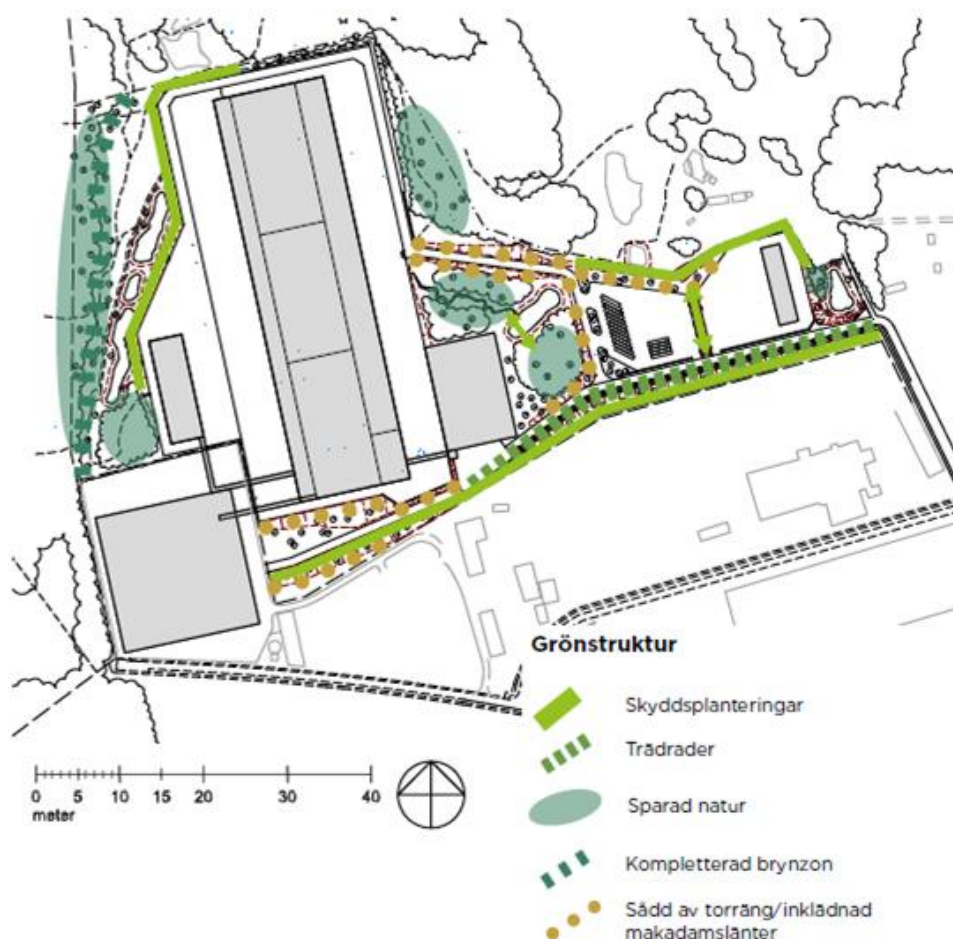 Grönstruktur
Skyddsplanteringar
Trädrader
Sparad natur
Kompletterad brynzon
Sådd av torräng/inklädnad
makadamslänter
0 5 10 15 20 30 40
meter